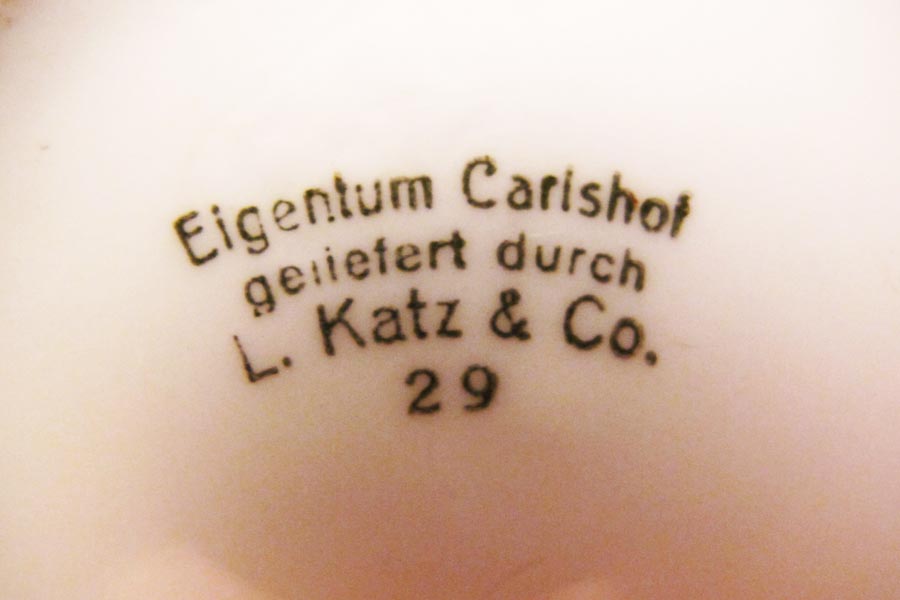 Eigentum Carlshof
geliefert durch
L. Katz & Co.
29